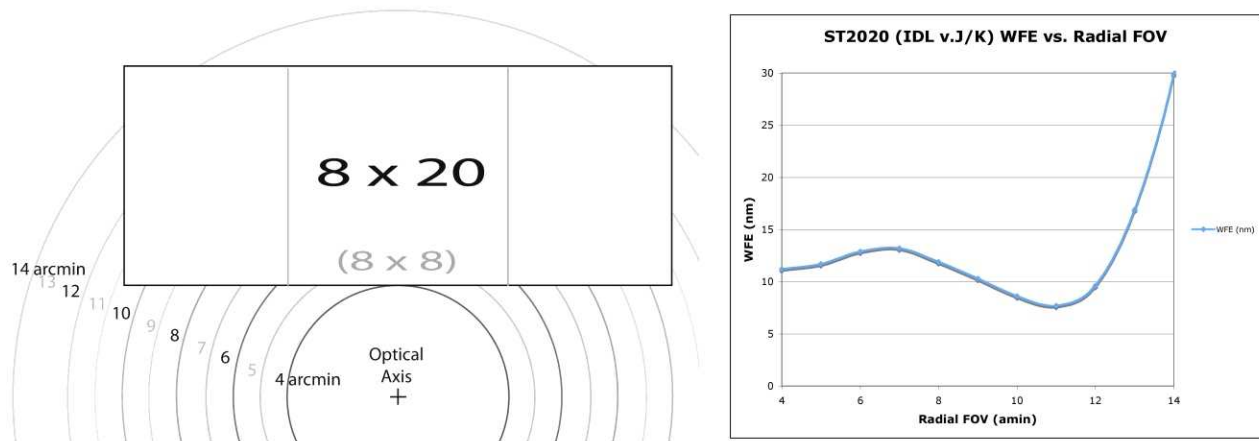 8 x 20
(8 x 8)
14 arcmin
13
12
11
10
9
8
7
6
5
4 arcmin
Optical
Axis
ST2020 (IDL v.J/K) WFE vs. Radial FOV
WFE (nm)
30
25
20
15
10
5
0
4 6 8 10 12 14
Radial FOV (amin)
WFE (nm)